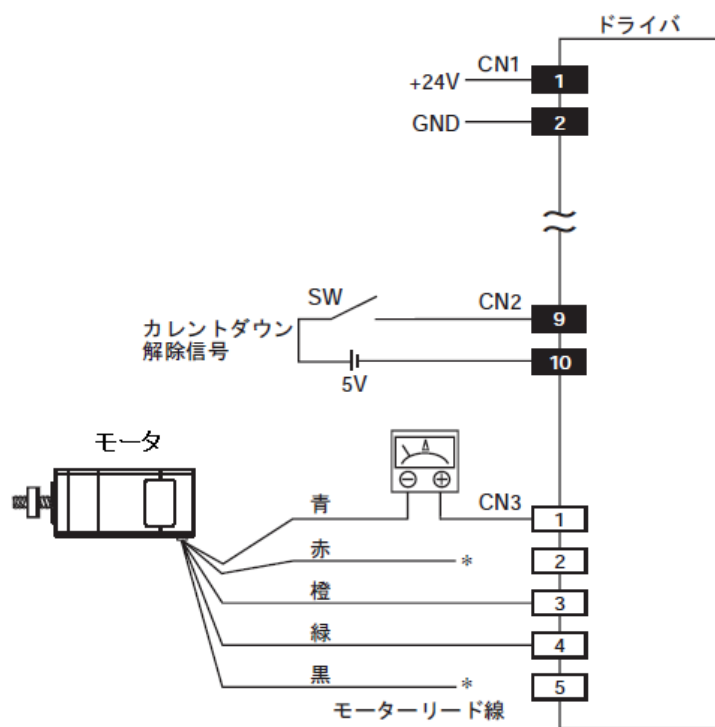 ドライバ
CN1
+24V
1
GND
2
SW
CN2
9
カレントダウン
解除信号
10
5V
モータ
A
⊖ ⊕
青
CN3
1
赤
*
2
橙
3
緑
4
黒
*
5
モーターリード線